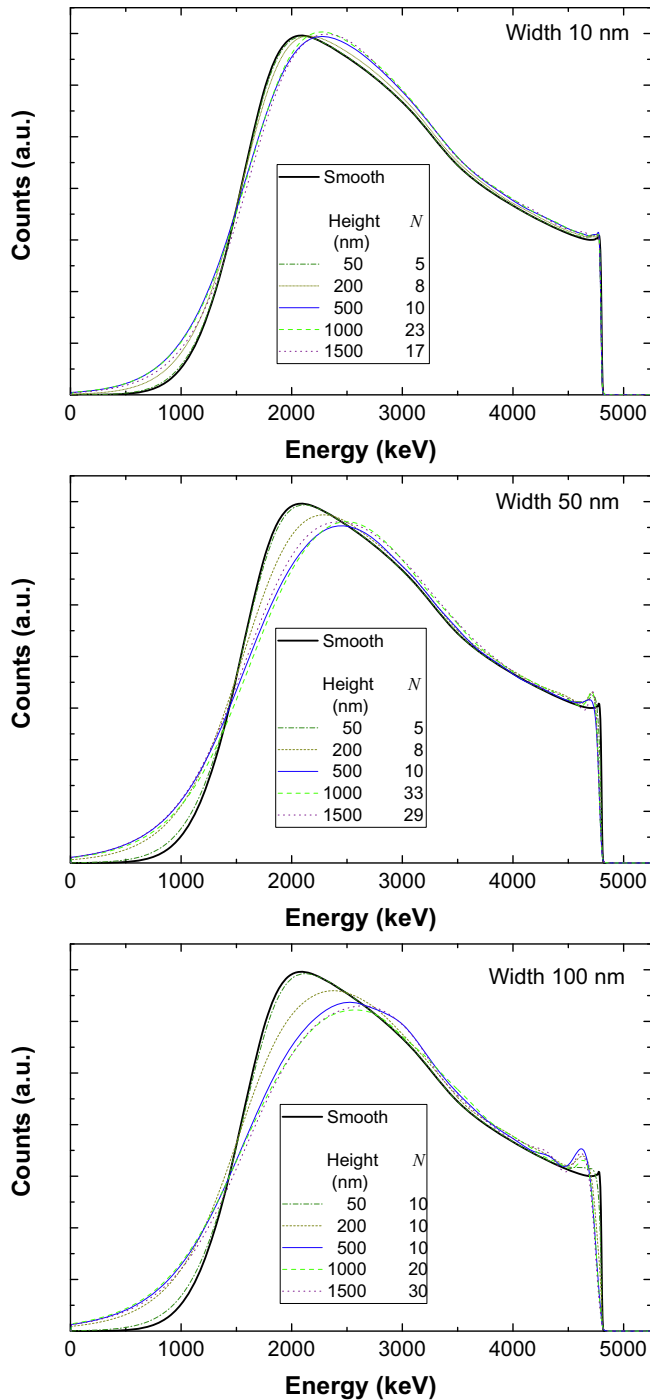 Width 10 nm
Counts (a.u.)
Smooth
Height N
(nm)
50 5
200 8
500 10
1000 23
1500 17
0 1000 2000 3000 4000 5000
Energy (keV)
Width 50 nm
Counts (a.u.)
Smooth
Height N
(nm)
50 5
200 8
500 10
1000 33
1500 29
0 1000 2000 3000 4000 5000
Energy (keV)
Width 100 nm
Counts (a.u.)
Smooth
Height N
(nm)
50 10
200 10
500 10
1000 20
1500 30
0 1000 2000 3000 4000 5000
Energy (keV)